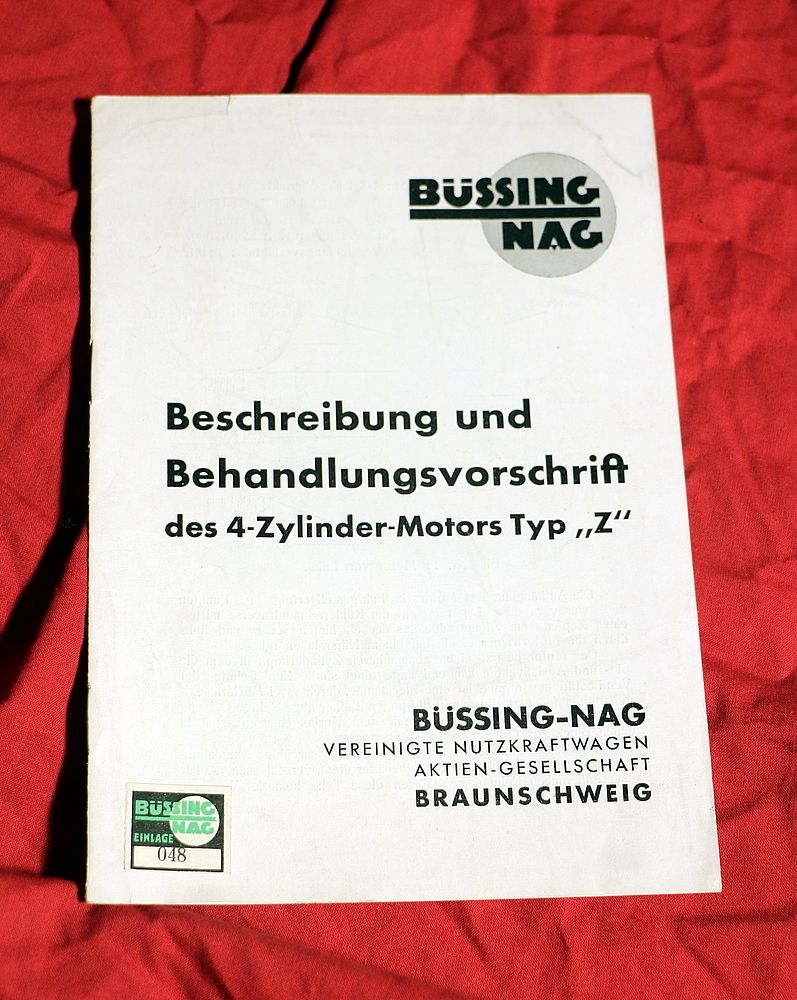 BÜSSING
NAG
Beschreibung und
Behandlungsvorschrift
des 4-Zylinder-Motors Typ „Z“
BÜSSING-NAG
VEREINIGTE NUTZKRAFTWAGEN
AKTIEN-GESELLSCHAFT
BRAUNSCHWEIG
BÜSSING
NAG
EINLAGE
048